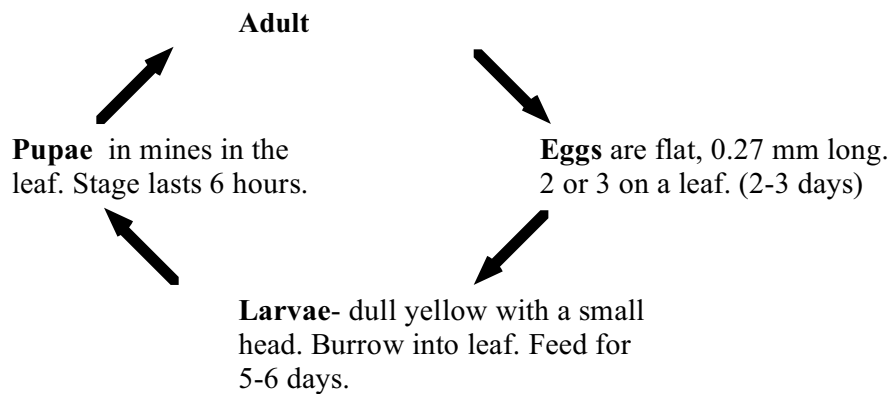 Adult
Pupae in mines in the
leaf. Stage lasts 6 hours.
Eggs are flat, 0.27 mm long.
2 or 3 on a leaf. (2-3 days)
Larvae- dull yellow with a small
head. Burrow into leaf. Feed for
5-6 days.